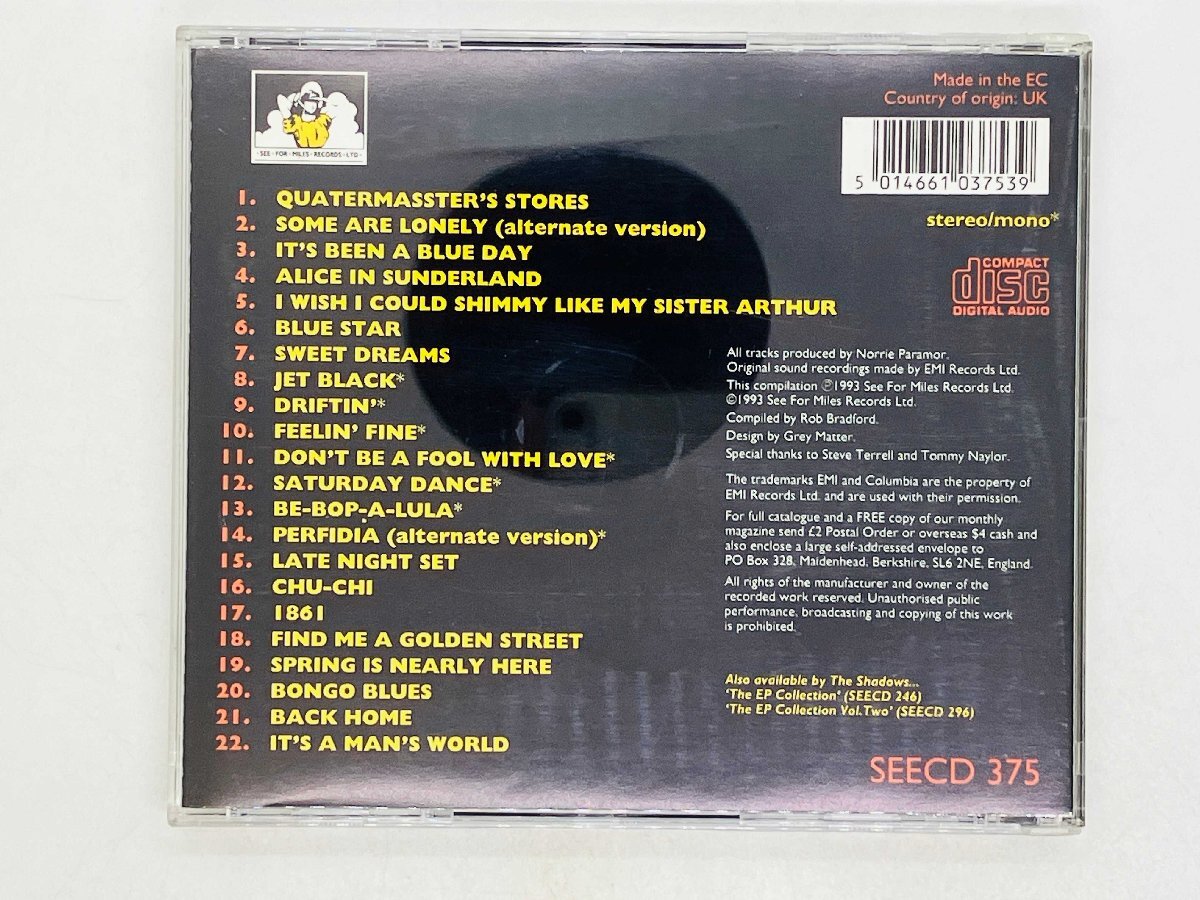 ·SEE·FOR·MILES·RECORDS·LTD·
Made in the EC
Country of origin: UK
5 014661 037539
stereo/mono*
COMPACT
disc
DIGITAL AUDIO
1. QUATERMASSTER'S STORES
2. SOME ARE LONELY (alternate version)
3. IT'S BEEN A BLUE DAY
4. ALICE IN SUNDERLAND
5. I WISH I COULD SHIMMY LIKE MY SISTER ARTHUR
6. BLUE STAR
7. SWEET DREAMS
8. JET BLACK*
9. DRIFTIN'*
10. FEELIN' FINE*
11. DON'T BE A FOOL WITH LOVE*
12. SATURDAY DANCE*
13. BE-BOP-A-LULA*
14. PERFIDIA (alternate version)*
15. LATE NIGHT SET
16. CHU-CHI
17. 1861
18. FIND ME A GOLDEN STREET
19. SPRING IS NEARLY HERE
20. BONGO BLUES
21. BACK HOME
22. IT'S A MAN'S WORLD
All tracks produced by Norrie Paramor.
Original sound recordings made by EMI Records Ltd.
This compilation ℗1993 See For Miles Records Ltd.
©1993 See For Miles Records Ltd.
Compiled by Rob Bradford.
Design by Grey Matter.
Special thanks to Steve Terrell and Tommy Naylor.
The trademarks EMI and Columbia are the property of
EMI Records Ltd. and are used with their permission.
For full catalogue and a FREE copy of our monthly
magazine send £2 Postal Order or overseas $4 cash and
also enclose a large self-addressed envelope to
PO Box 328, Maidenhead, Berkshire, SL6 2NE, England.
All rights of the manufacturer and owner of the
recorded work reserved. Unauthorised public
performance, broadcasting and copying of this work
is prohibited.
Also available by The Shadows...
'The EP Collection' (SEECD 246)
'The EP Collection Vol.Two' (SEECD 296)
SEECD 375